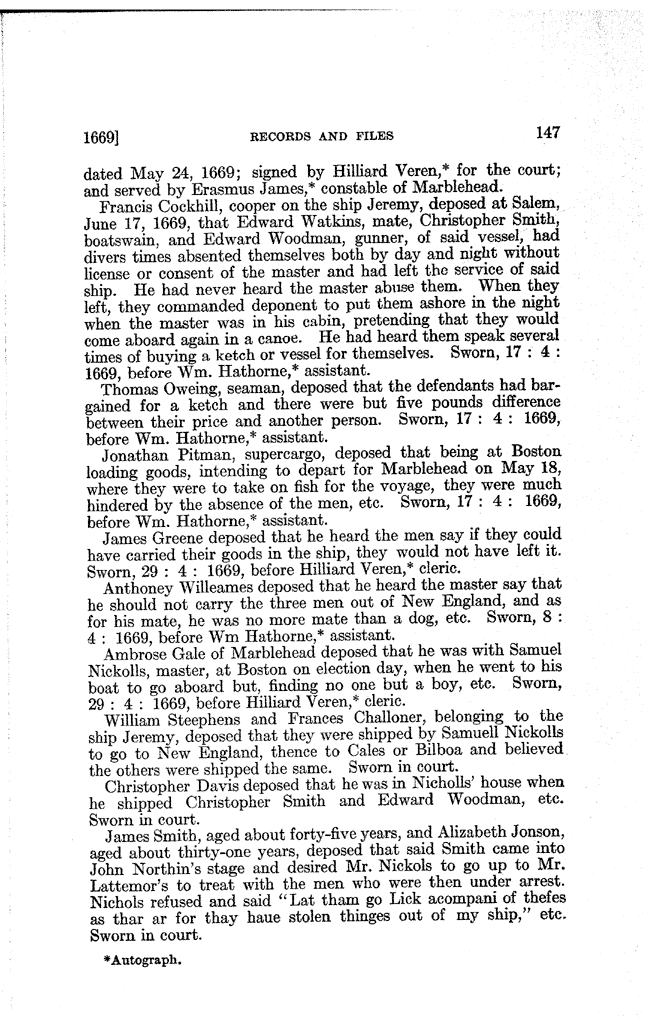 1669] RECORDS AND FILES 147
dated May 24, 1669; signed by Hilliard Veren,* for the court;
and served by Erasmus James,* constable of Marblehead.
Francis Cockhill, cooper on the ship Jeremy, deposed at Salem,
June 17, 1669, that Edward Watkins, mate, Christopher Smith,
boatswain, and Edward Woodman, gunner, of said vessel, had
divers times absented themselves both by day and night without
license or consent of the master and had left the service of said
ship. He had never heard the master abuse them. When they
left, they commanded deponent to put them ashore in the night
when the master was in his cabin, pretending that they would
come aboard again in a canoe. He had heard them speak several
times of buying a ketch or vessel for themselves. Sworn, 17 : 4 :
1669, before Wm. Hathorne,* assistant.
Thomas Oweing, seaman, deposed that the defendants had bar-
gained for a ketch and there were but five pounds difference
between their price and another person. Sworn, 17 : 4 : 1669,
before Wm. Hathorne,* assistant.
Jonathan Pitman, supercargo, deposed that being at Boston
loading goods, intending to depart for Marblehead on May 18,
where they were to take on fish for the voyage, they were much
hindered by the absence of the men, etc. Sworn, 17 : 4 : 1669,
before Wm. Hathorne,* assistant.
James Greene deposed that he heard the men say if they could
have carried their goods in the ship, they would not have left it.
Sworn, 29 : 4 : 1669, before Hilliard Veren,* cleric.
Anthoney Willeames deposed that he heard the master say that
he should not carry the three men out of New England, and as
for his mate, he was no more mate than a dog, etc. Sworn, 8 :
4 : 1669, before Wm Hathorne,* assistant.
Ambrose Gale of Marblehead deposed that he was with Samuel
Nickolls, master, at Boston on election day, when he went to his
boat to go aboard but, finding no one but a boy, etc. Sworn,
29 : 4 : 1669, before Hilliard Veren,* cleric.
William Steephens and Frances Challoner, belonging to the
ship Jeremy, deposed that they were shipped by Samuell Nickolls
to go to New England, thence to Cales or Bilboa and believed
the others were shipped the same. Sworn in court.
Christopher Davis deposed that he was in Nicholls' house when
he shipped Christopher Smith and Edward Woodman, etc.
Sworn in court.
James Smith, aged about forty-five years, and Alizabeth Jonson,
aged about thirty-one years, deposed that said Smith came into
John Northin's stage and desired Mr. Nickols to go up to Mr.
Lattemor's to treat with the men who were then under arrest.
Nichols refused and said "Lat tham go Lick acompani of thefes
as thar ar for thay haue stolen thinges out of my ship," etc.
Sworn in court.
*Autograph.